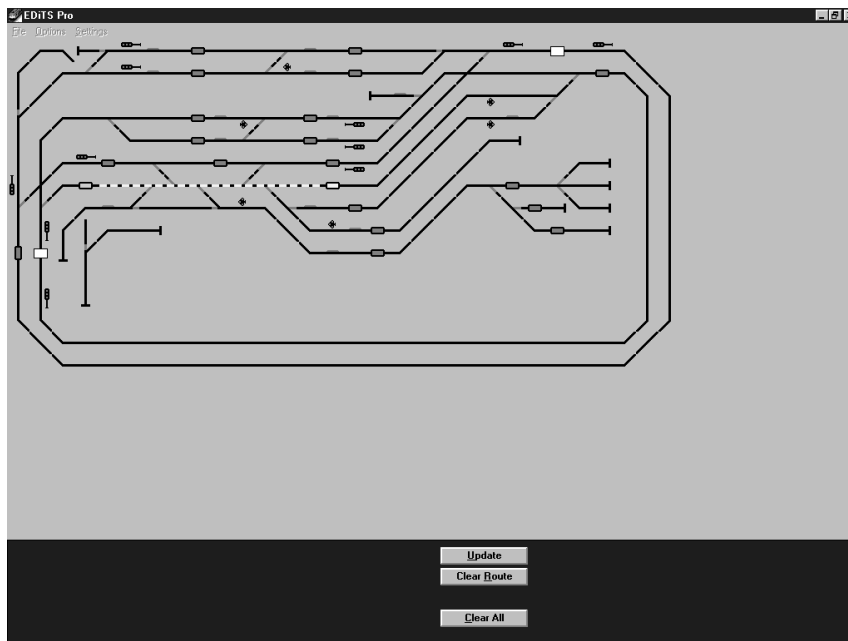 EDiTS Pro
File Options Settings
Update
Clear Route
Clear All